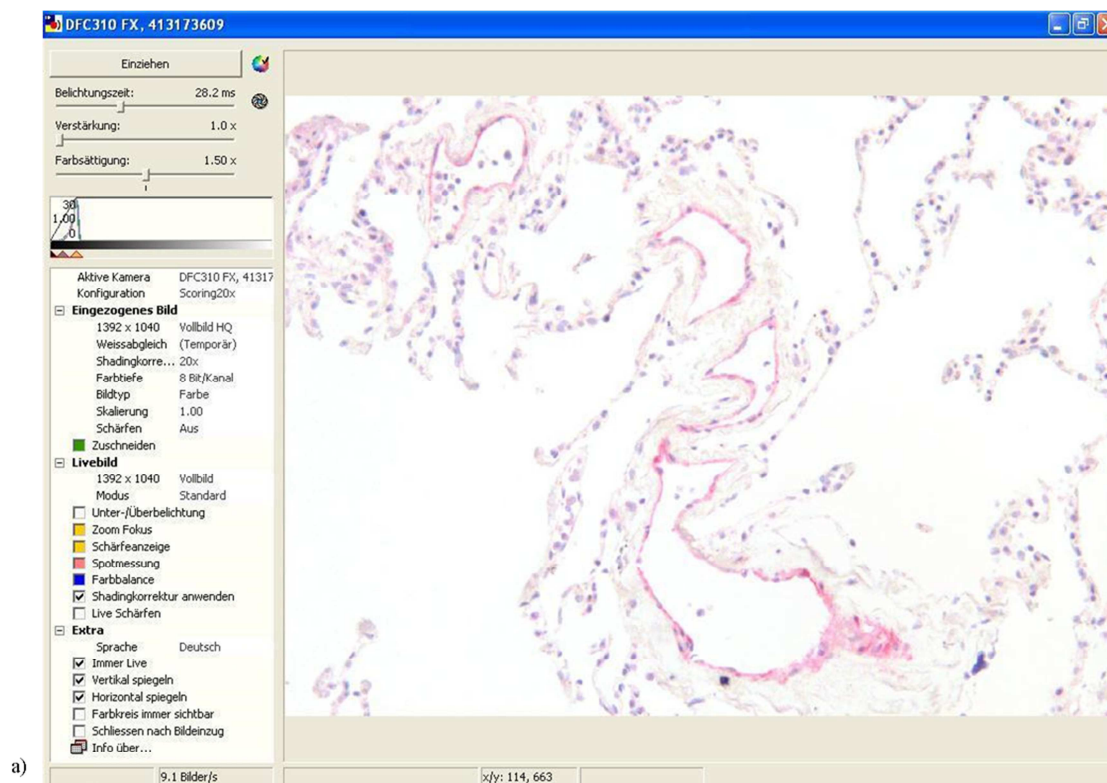 DFC310 FX, 413173609
Einziehen
Belichtungszeit: 28.2 ms
Verstärkung: 1.0 x
Farbsättigung: 1.50 x
30
1.00
0
Aktive Kamera DFC310 FX, 41317
Konfiguration Scoring20x
Eingezogenes Bild
1392 x 1040 Vollbild HQ
Weissabgleich (Temporär)
Shadingkorre... 20x
Farbtiefe 8 Bit/Kanal
Bildtyp Farbe
Skalierung 1.00
Schärfen Aus
Zuschneiden
Livebild
1392 x 1040 Vollbild
Modus Standard
Unter-/Überbelichtung
Zoom Fokus
Schärfeanzeige
Spotmessung
Farbbalance
Shadingkorrektur anwenden
Live Schärfen
Extra
Sprache Deutsch
Immer Live
Vertikal spiegeln
Horizontal spiegeln
Farbkreis immer sichtbar
Schliessen nach Bildeinzug
Info über...
a)
9.1 Bilder/s x/y: 114, 663